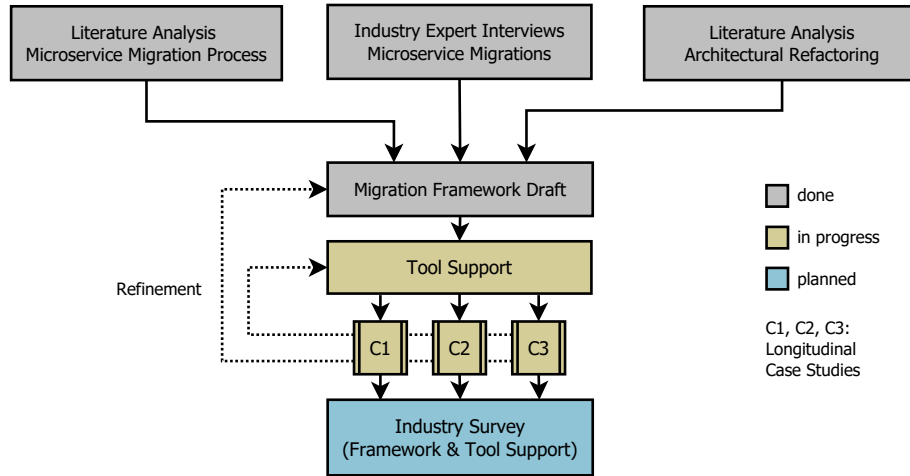 Literature Analysis
Microservice Migration Process
Industry Expert Interviews
Microservice Migrations
Literature Analysis
Architectural Refactoring
Migration Framework Draft
done
Tool Support
in progress
Refinement
planned
C1
C2
C3
C1, C2, C3:
Longitudinal
Case Studies
Industry Survey
(Framework & Tool Support)